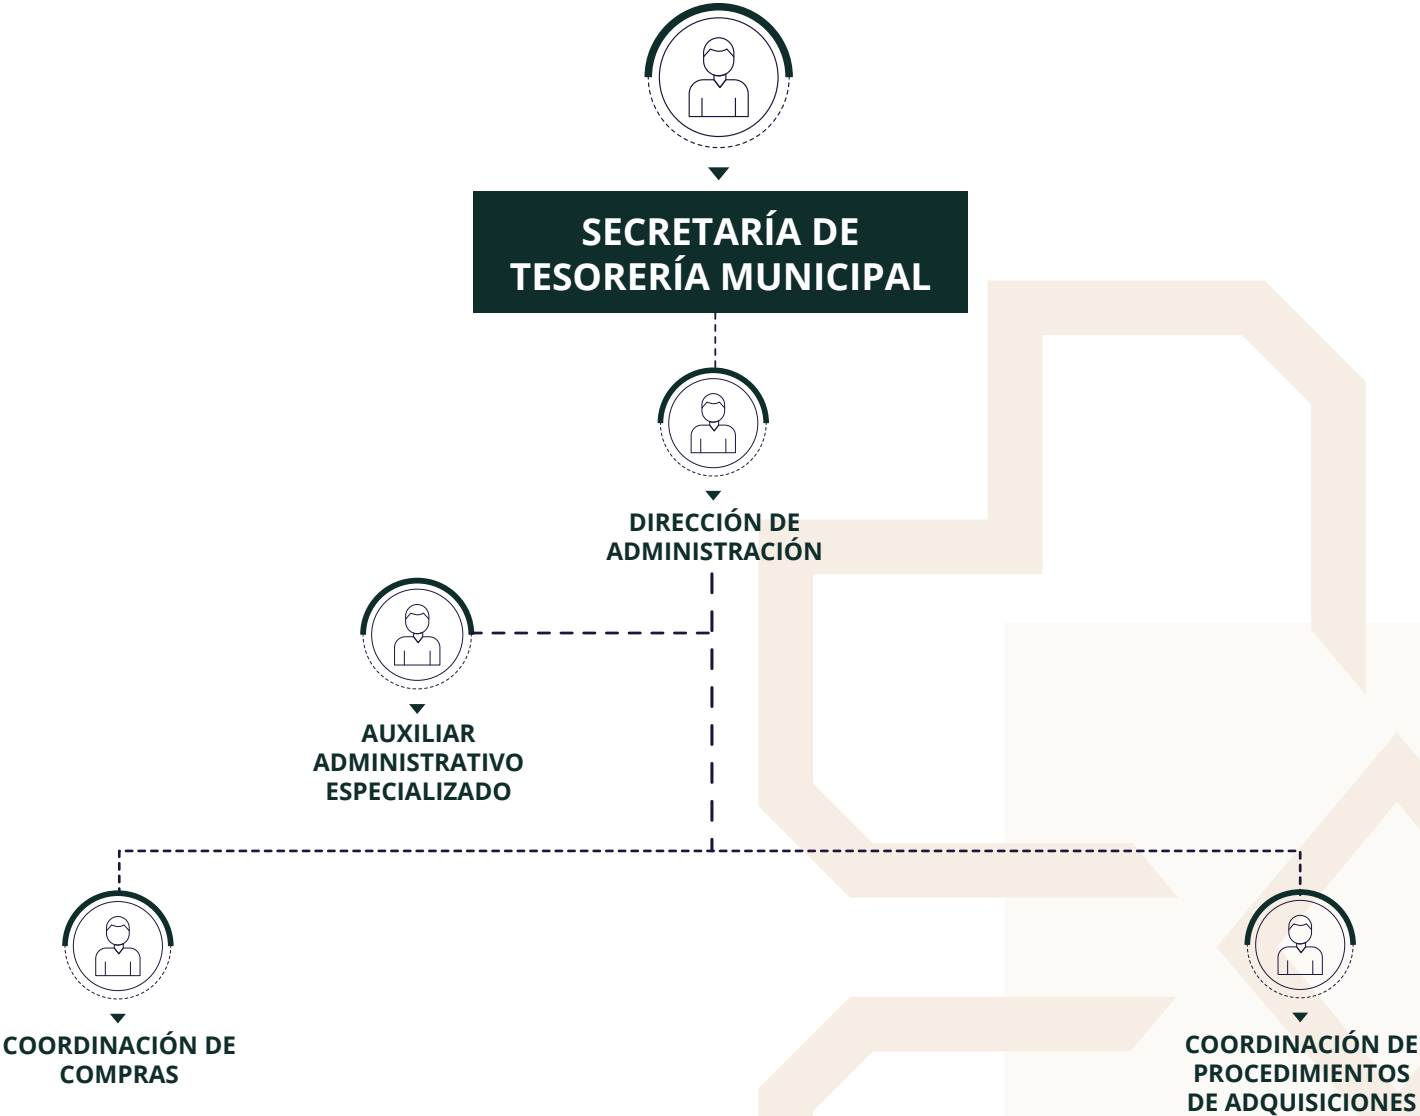 SECRETARÍA DE
TESORERÍA MUNICIPAL
DIRECCIÓN DE
ADMINISTRACIÓN
AUXILIAR
ADMINISTRATIVO
ESPECIALIZADO
COORDINACIÓN DE
COMPRAS
COORDINACIÓN DE
PROCEDIMIENTOS
DE ADQUISICIONES